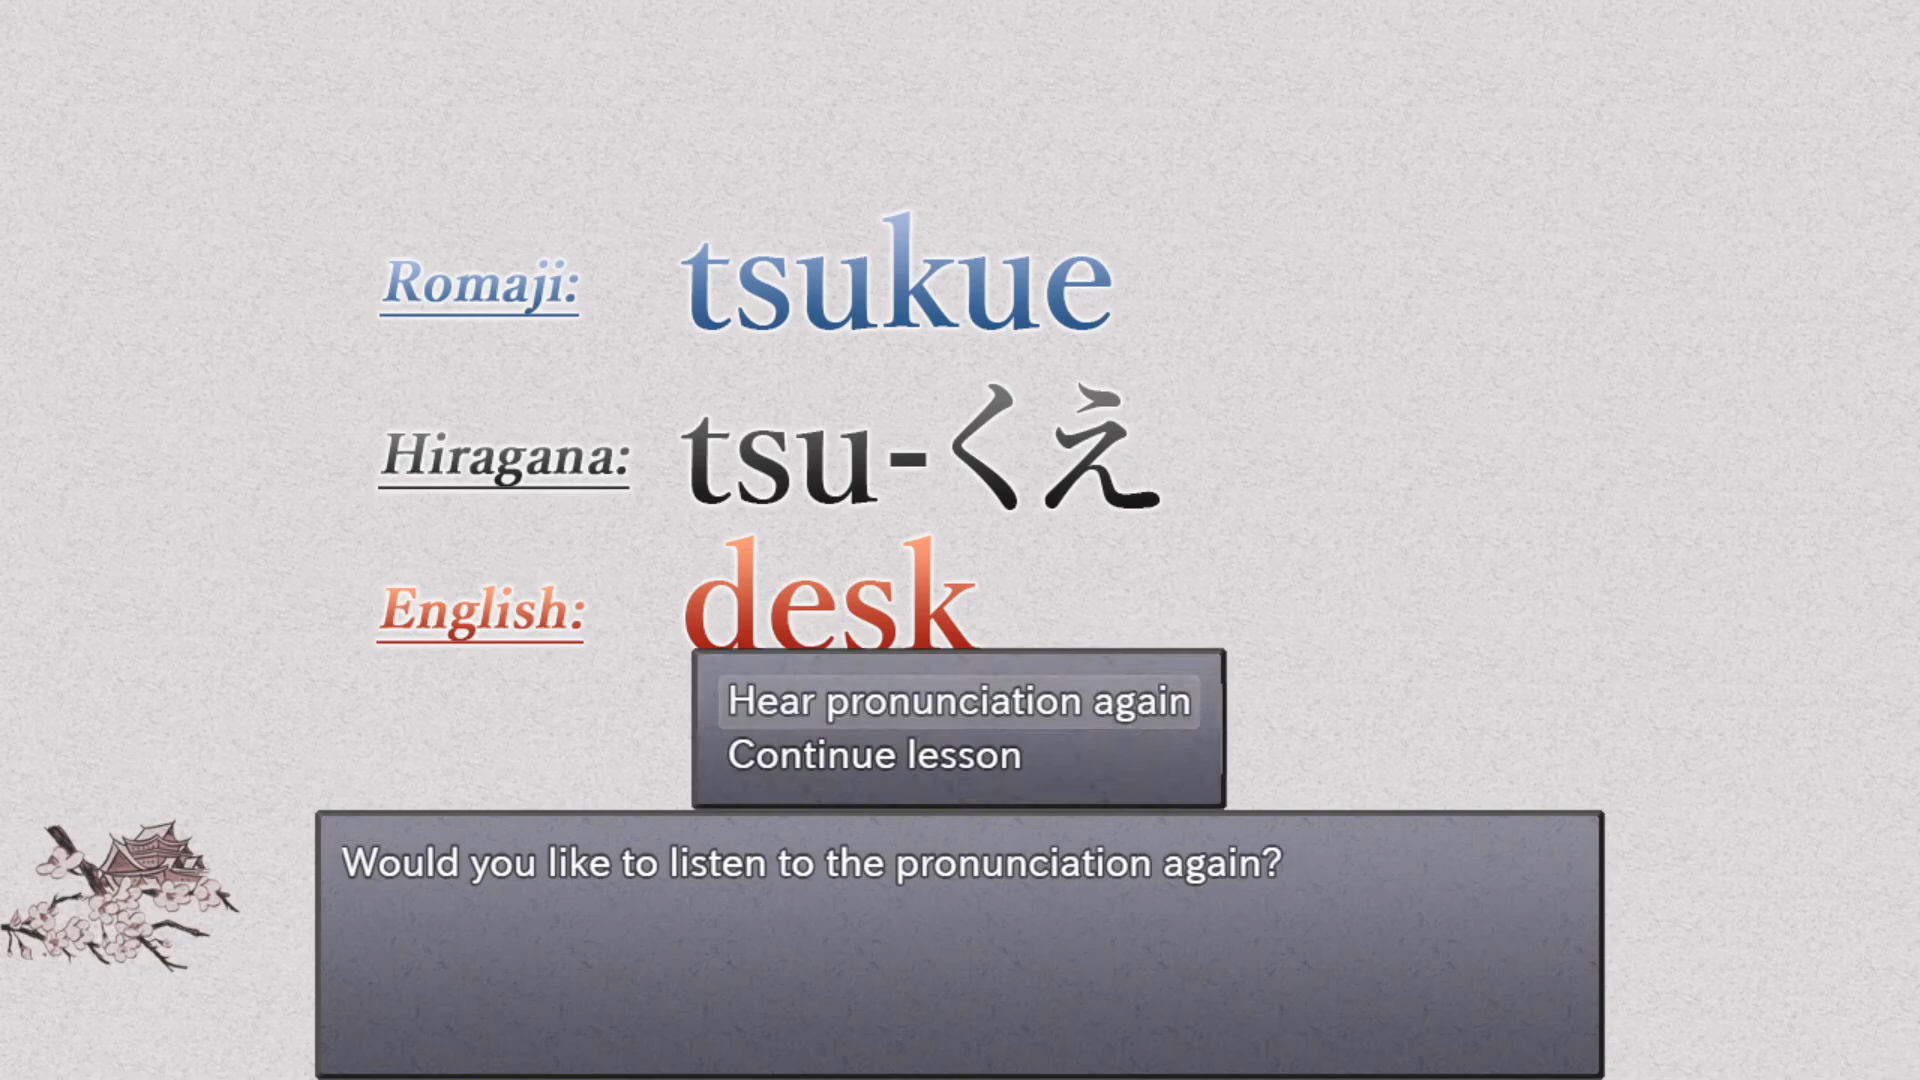 Romaji: tsukue
Hiragana: tsu-くえ
English: desk
Hear pronunciation again
Continue lesson
Would you like to listen to the pronunciation again?